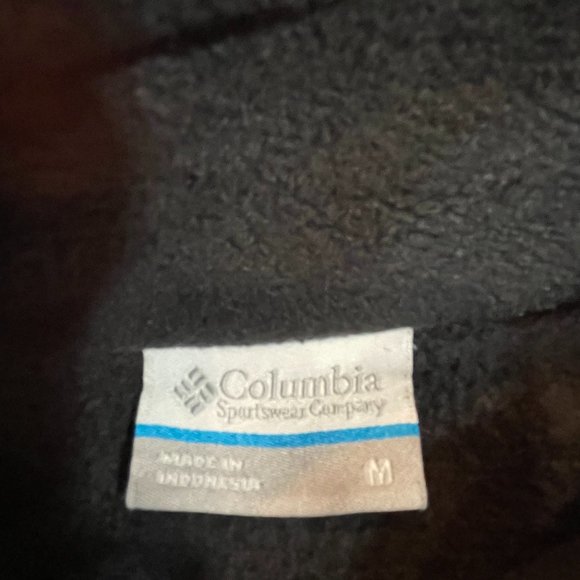 Columbia
Sportswear Company
MADE IN
INDONESIA
M